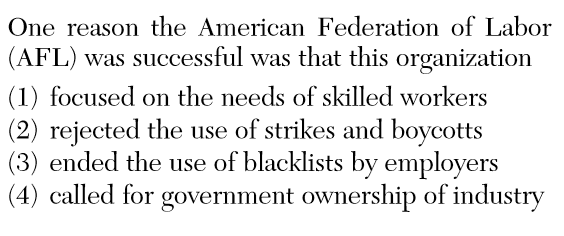 One reason the American Federation of Labor
(AFL) was successful was that this organization
(1) focused on the needs of skilled workers
(2) rejected the use of strikes and boycotts
(3) ended the use of blacklists by employers
(4) called for government ownership of industry